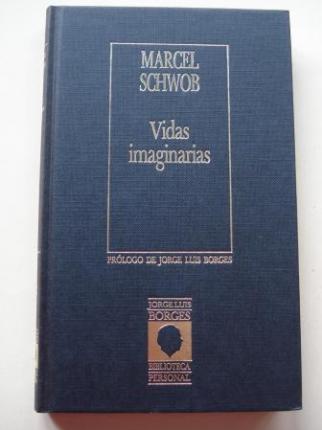 MARCEL
SCHWOB
Vidas
imaginarias
PRÓLOGO DE JORGE LUIS BORGES
JORGE LUIS
BORGES
BIBLIOTECA
PERSONAL